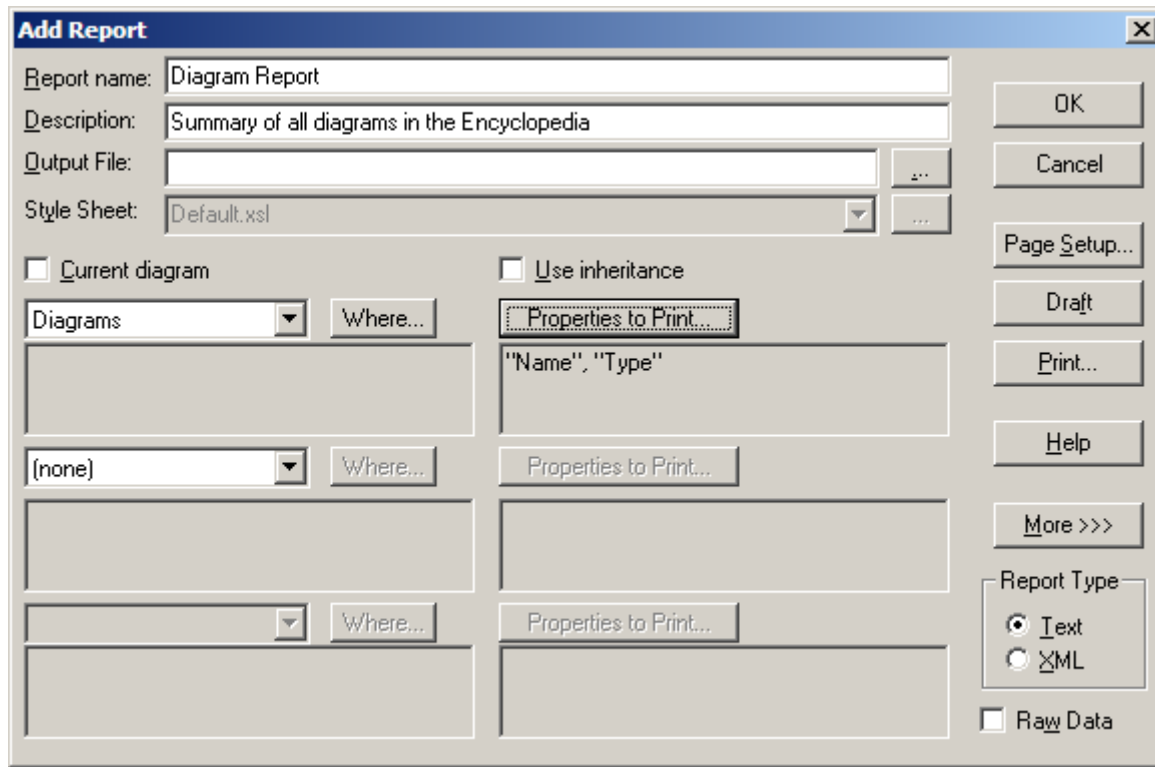 Add Report
Report name: Diagram Report
OK
Description: Summary of all diagrams in the Encyclopedia
Output File:
...
Cancel
Style Sheet: Default.xsl
...
Page Setup...
Current diagram
Use inheritance
Diagrams
Where...
Properties to Print...
Draft
"Name", "Type"
Print...
(none)
Where...
Properties to Print...
Help
More >>>
Report Type
Text
XML
Where...
Properties to Print...
Raw Data